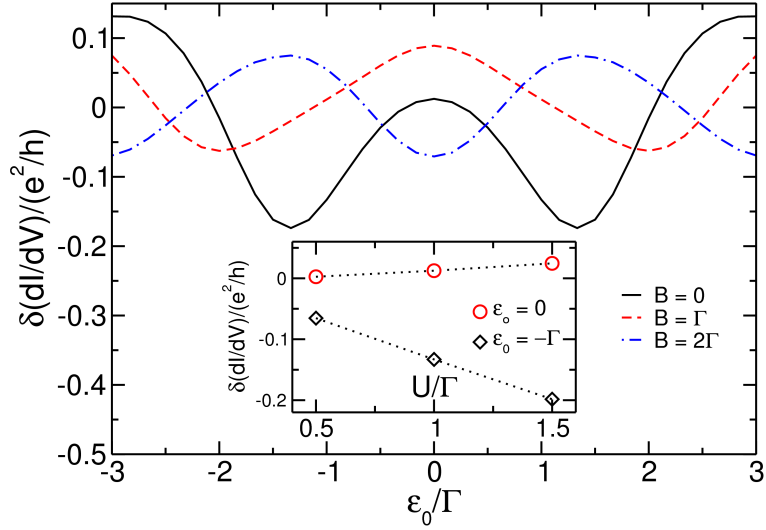 0.1
0
-0.1
-0.2
-0.3
-0.4
-0.5
δ(dI/dV)/(e²/h)
-3 -2 -1 0 1 2 3
ε₀/Γ
B = 0
B = Γ
B = 2Γ
0
-0.1
-0.2
δ(dI/dV)/(e²/h)
εₒ = 0
ε₀ = −Γ
U/Γ
0.5 1 1.5